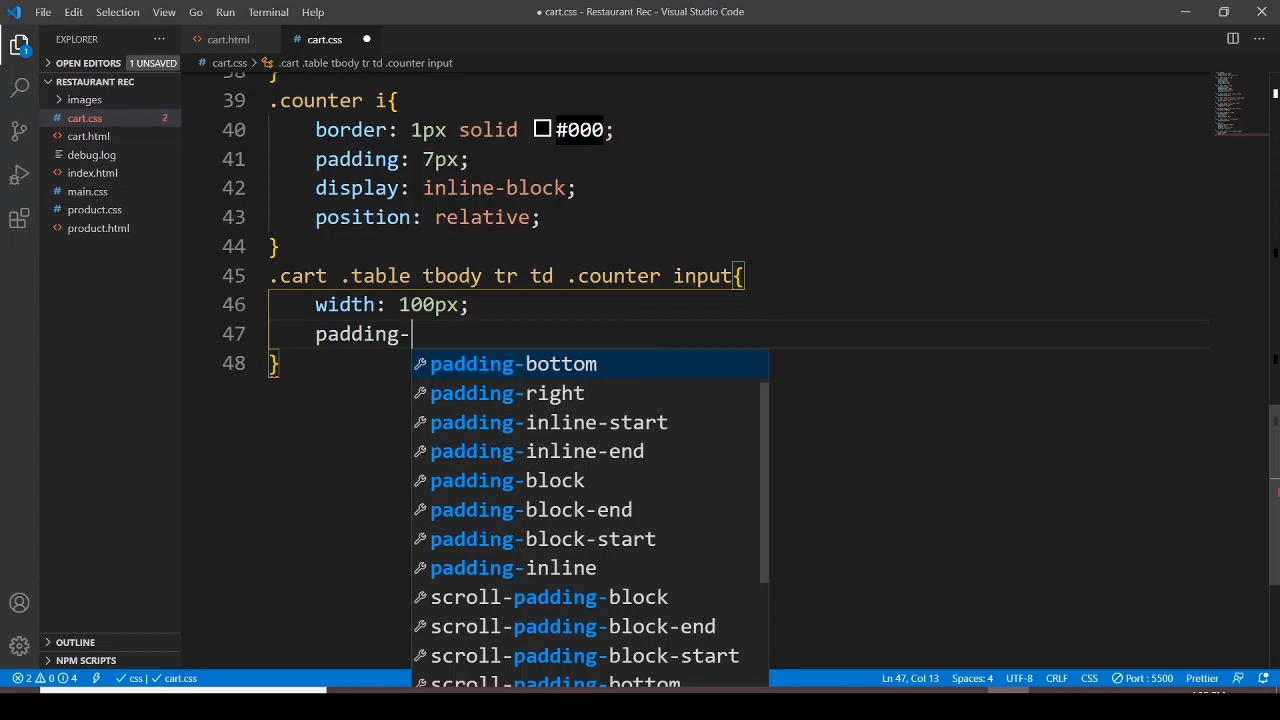 File Edit Selection View Go Run Terminal Help
● cart.css - Restaurant Rec - Visual Studio Code
EXPLORER
cart.html
cart.css
OPEN EDITORS 1 UNSAVED
cart.css > .cart .table tbody tr td .counter input
RESTAURANT REC
images
cart.css 2
cart.html
debug.log
index.html
main.css
product.css
product.html
38 }
39 .counter i{
40 border: 1px solid #000;
41 padding: 7px;
42 display: inline-block;
43 position: relative;
44 }
45 .cart .table tbody tr td .counter input{
46 width: 100px;
47 padding-
48 }
padding-bottom
padding-right
padding-inline-start
padding-inline-end
padding-block
padding-block-end
padding-block-start
padding-inline
scroll-padding-block
scroll-padding-block-end
scroll-padding-block-start
scroll-padding-bottom
1
OUTLINE
NPM SCRIPTS
2 0 4 css | cart.css
Ln 47, Col 13 Spaces: 4 UTF-8 CRLF CSS Port : 5500 Prettier